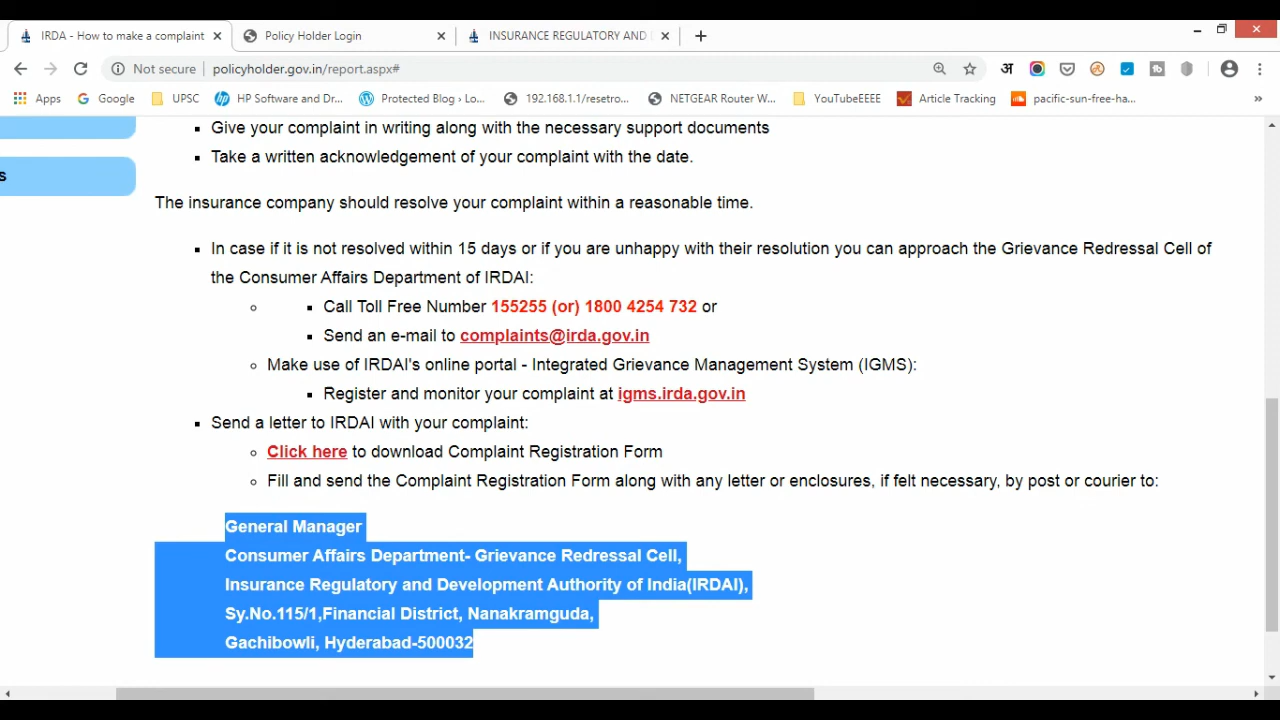 IRDA - How to make a complaint
Policy Holder Login
INSURANCE REGULATORY AND
Not secure
policyholder.gov.in/report.aspx#
अ
Apps
Google
UPSC
HP Software and Dr...
Protected Blog › Lo...
192.168.1.1/resetro...
NETGEAR Router W...
YouTubeEEEE
Article Tracking
pacific-sun-free-ha...
»
Give your complaint in writing along with the necessary support documents
Take a written acknowledgement of your complaint with the date.
s
The insurance company should resolve your complaint within a reasonable time.
In case if it is not resolved within 15 days or if you are unhappy with their resolution you can approach the Grievance Redressal Cell of
the Consumer Affairs Department of IRDAI:
Call Toll Free Number 155255 (or) 1800 4254 732 or
Send an e-mail to complaints@irda.gov.in
Make use of IRDAI's online portal - Integrated Grievance Management System (IGMS):
Register and monitor your complaint at igms.irda.gov.in
Send a letter to IRDAI with your complaint:
Click here to download Complaint Registration Form
Fill and send the Complaint Registration Form along with any letter or enclosures, if felt necessary, by post or courier to:
General Manager
Consumer Affairs Department- Grievance Redressal Cell,
Insurance Regulatory and Development Authority of India(IRDAI),
Sy.No.115/1,Financial District, Nanakramguda,
Gachibowli, Hyderabad-500032